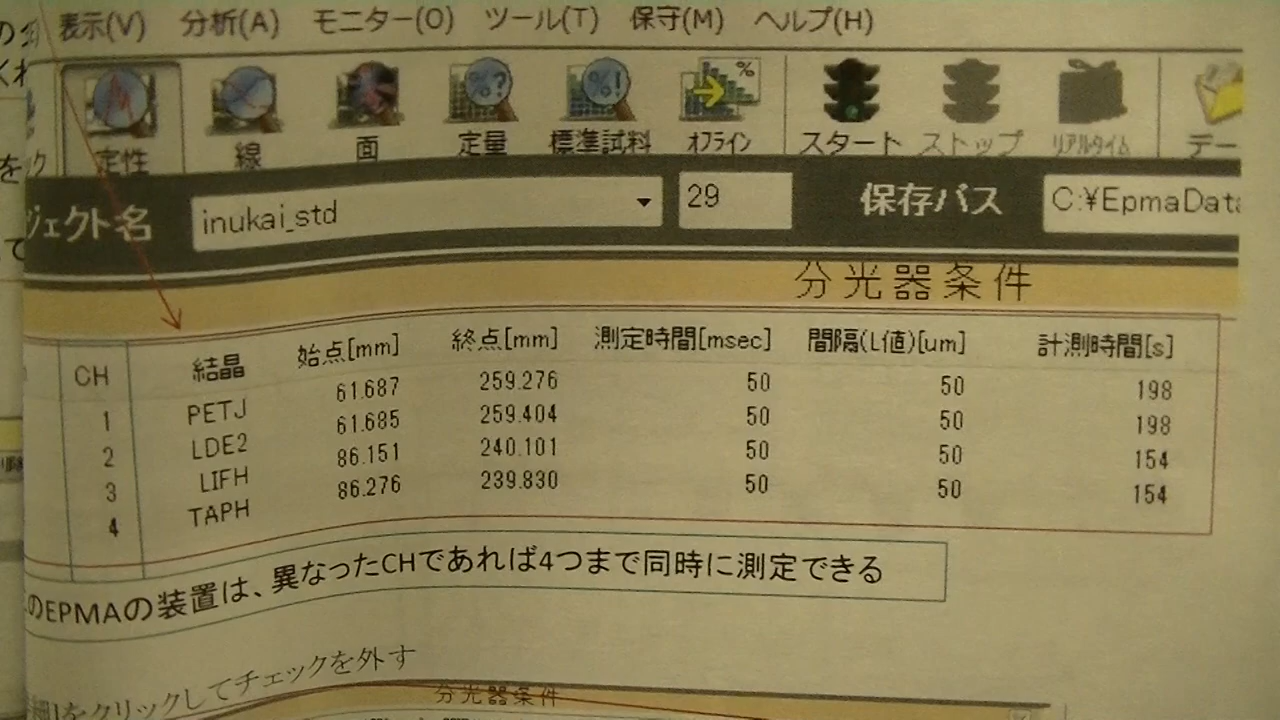 表示(V) 分析(A) モニター(O) ツール(T) 保守(M) ヘルプ(H)
定性 線 面 定量 標準試料 オフライン スタート ストップ リアルタイム デー
ジェクト名 inukai_std 29 保存パス C:¥EpmaData
分光器条件
CH 結晶 始点[mm] 終点[mm] 測定時間[msec] 間隔(L値)[um] 計測時間[s]
1 PETJ 61.687 259.276 50 50 198
2 LDE2 61.685 259.404 50 50 198
3 LIFH 86.151 240.101 50 50 154
4 TAPH 86.276 239.830 50 50 154
のEPMAの装置は、異なったCHであれば4つまで同時に測定できる
をクリックしてチェックを外す
分光器条件